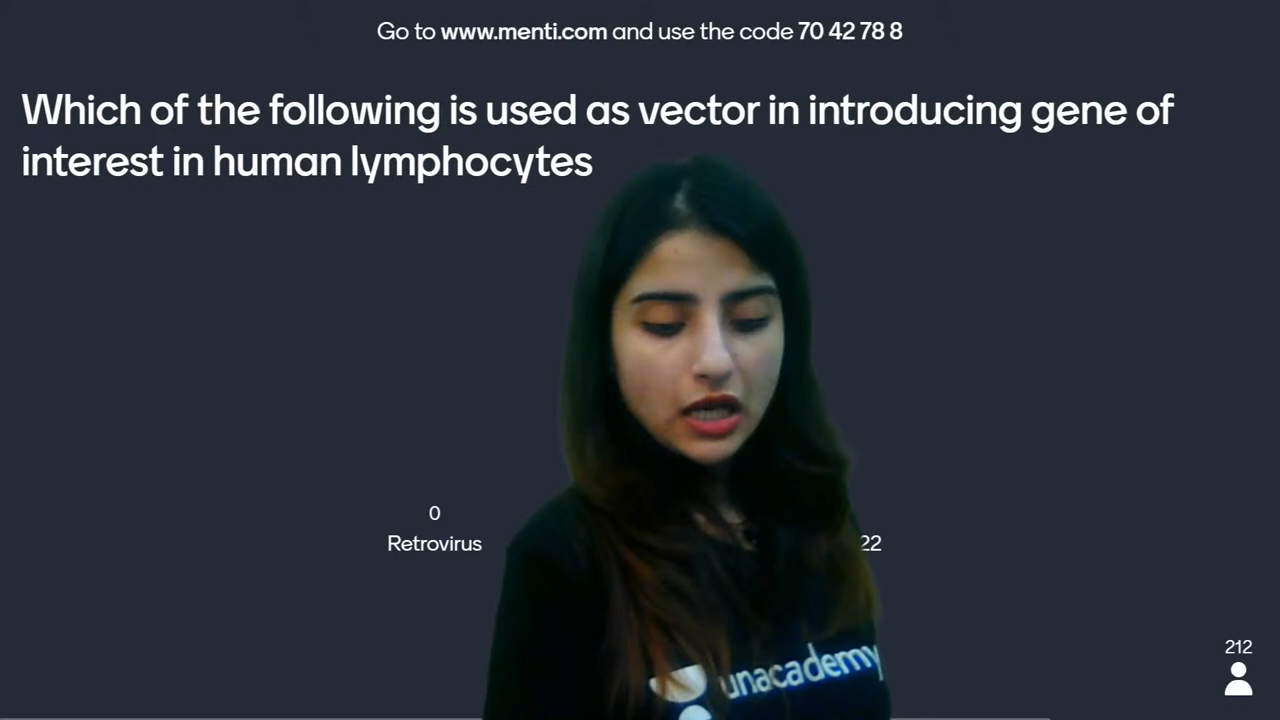 Go to www.menti.com and use the code 70 42 78 8
Which of the following is used as vector in introducing gene of
interest in human lymphocytes
0
Retrovirus
22
unacademy
212